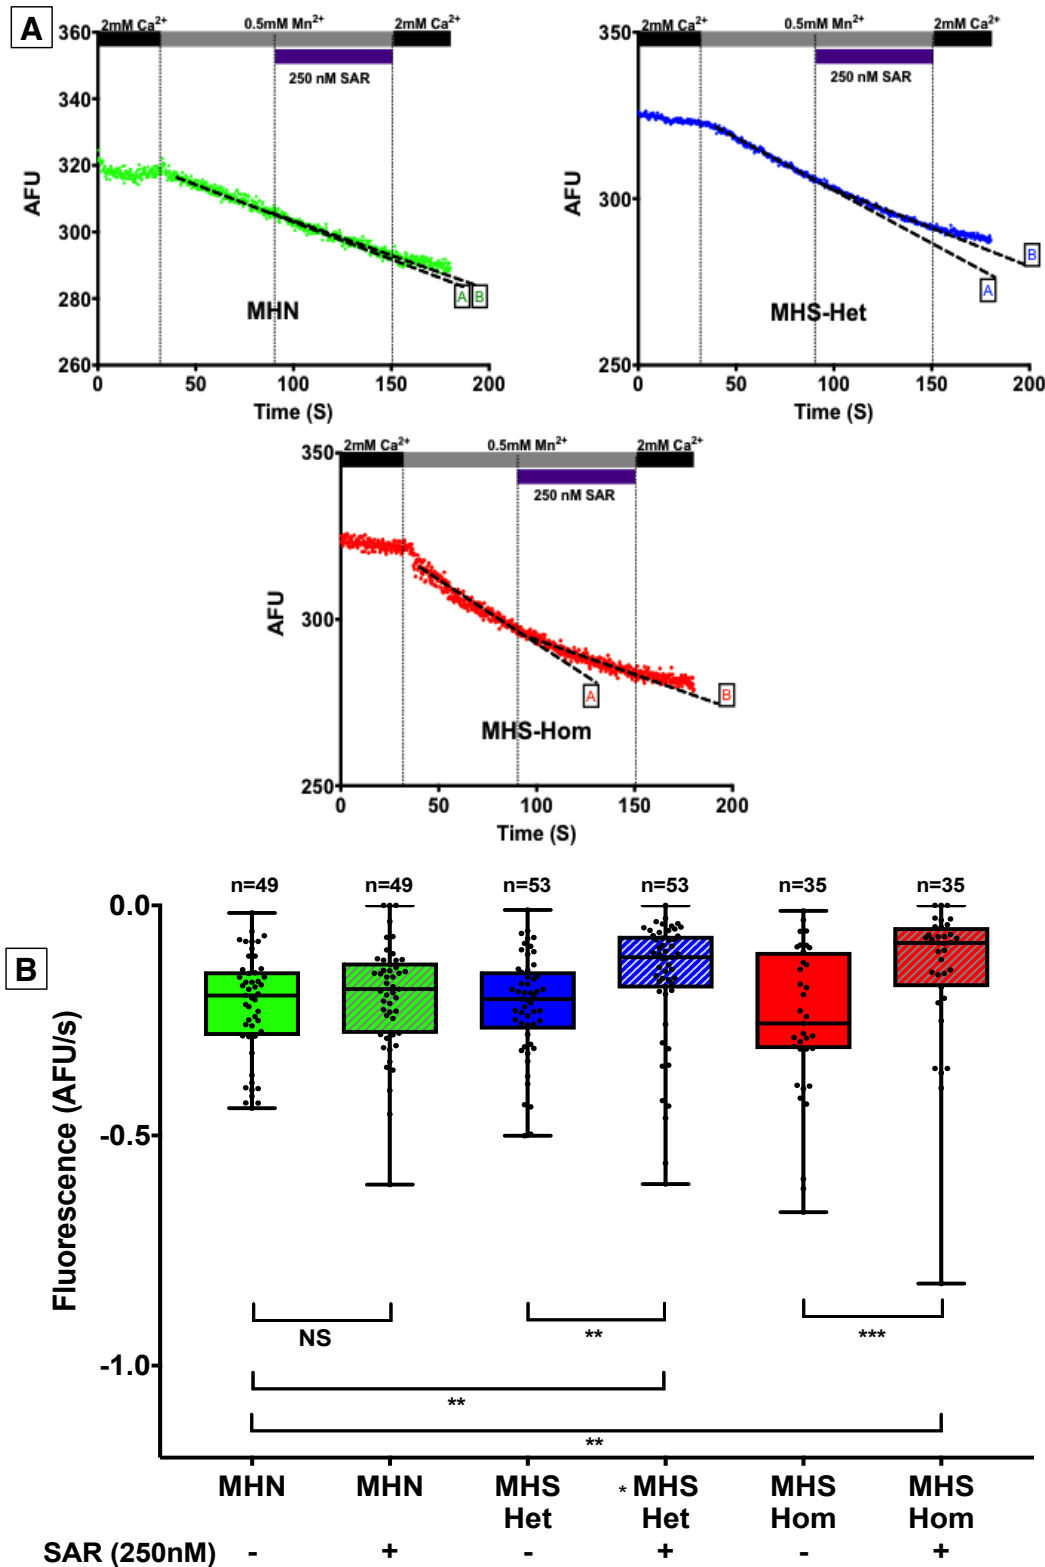 A
2mM Ca²⁺ 0.5mM Mn²⁺ 2mM Ca²⁺
250 nM SAR
360
340
320
300
280
260
AFU
A B
MHN
0 50 100 150 200
Time (S)
2mM Ca²⁺ 0.5mM Mn²⁺ 2mM Ca²⁺
250 nM SAR
350
300
250
AFU
B
A
MHS-Het
0 50 100 150 200
Time (S)
2mM Ca²⁺ 0.5mM Mn²⁺ 2mM Ca²⁺
250 nM SAR
350
300
250
AFU
A B
MHS-Hom
0 50 100 150 200
Time (S)
B
n=49 n=49 n=53 n=53 n=35 n=35
0.0
-0.5
-1.0
Fluorescence (AFU/s)
NS ** ***
**
**
MHN MHN MHS * MHS MHS MHS
Het Het Hom Hom
SAR (250nM) - + - + - +